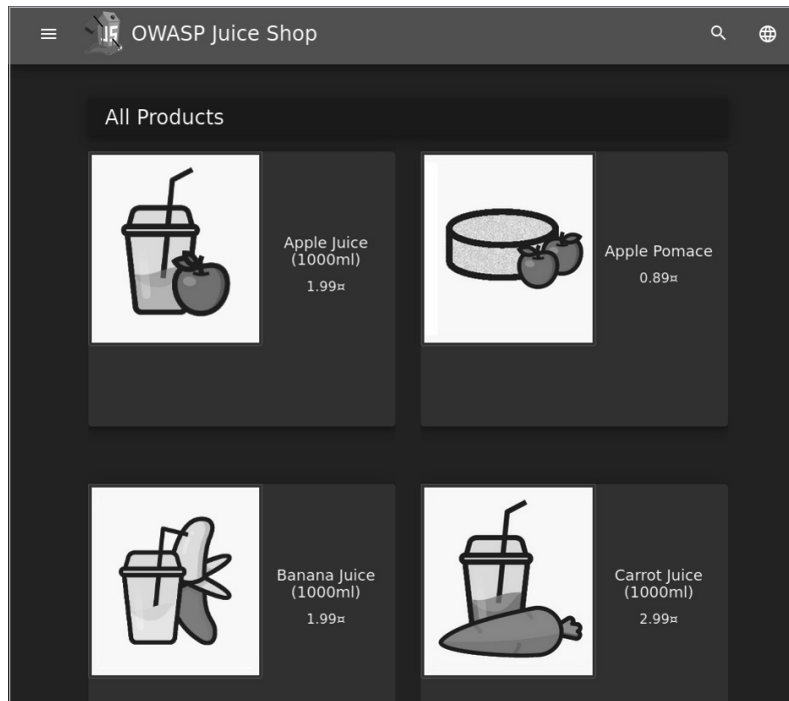 OWASP Juice Shop
All Products
Apple Juice
(1000ml)
1.99¤
Apple Pomace
0.89¤
Banana Juice
(1000ml)
1.99¤
Carrot Juice
(1000ml)
2.99¤